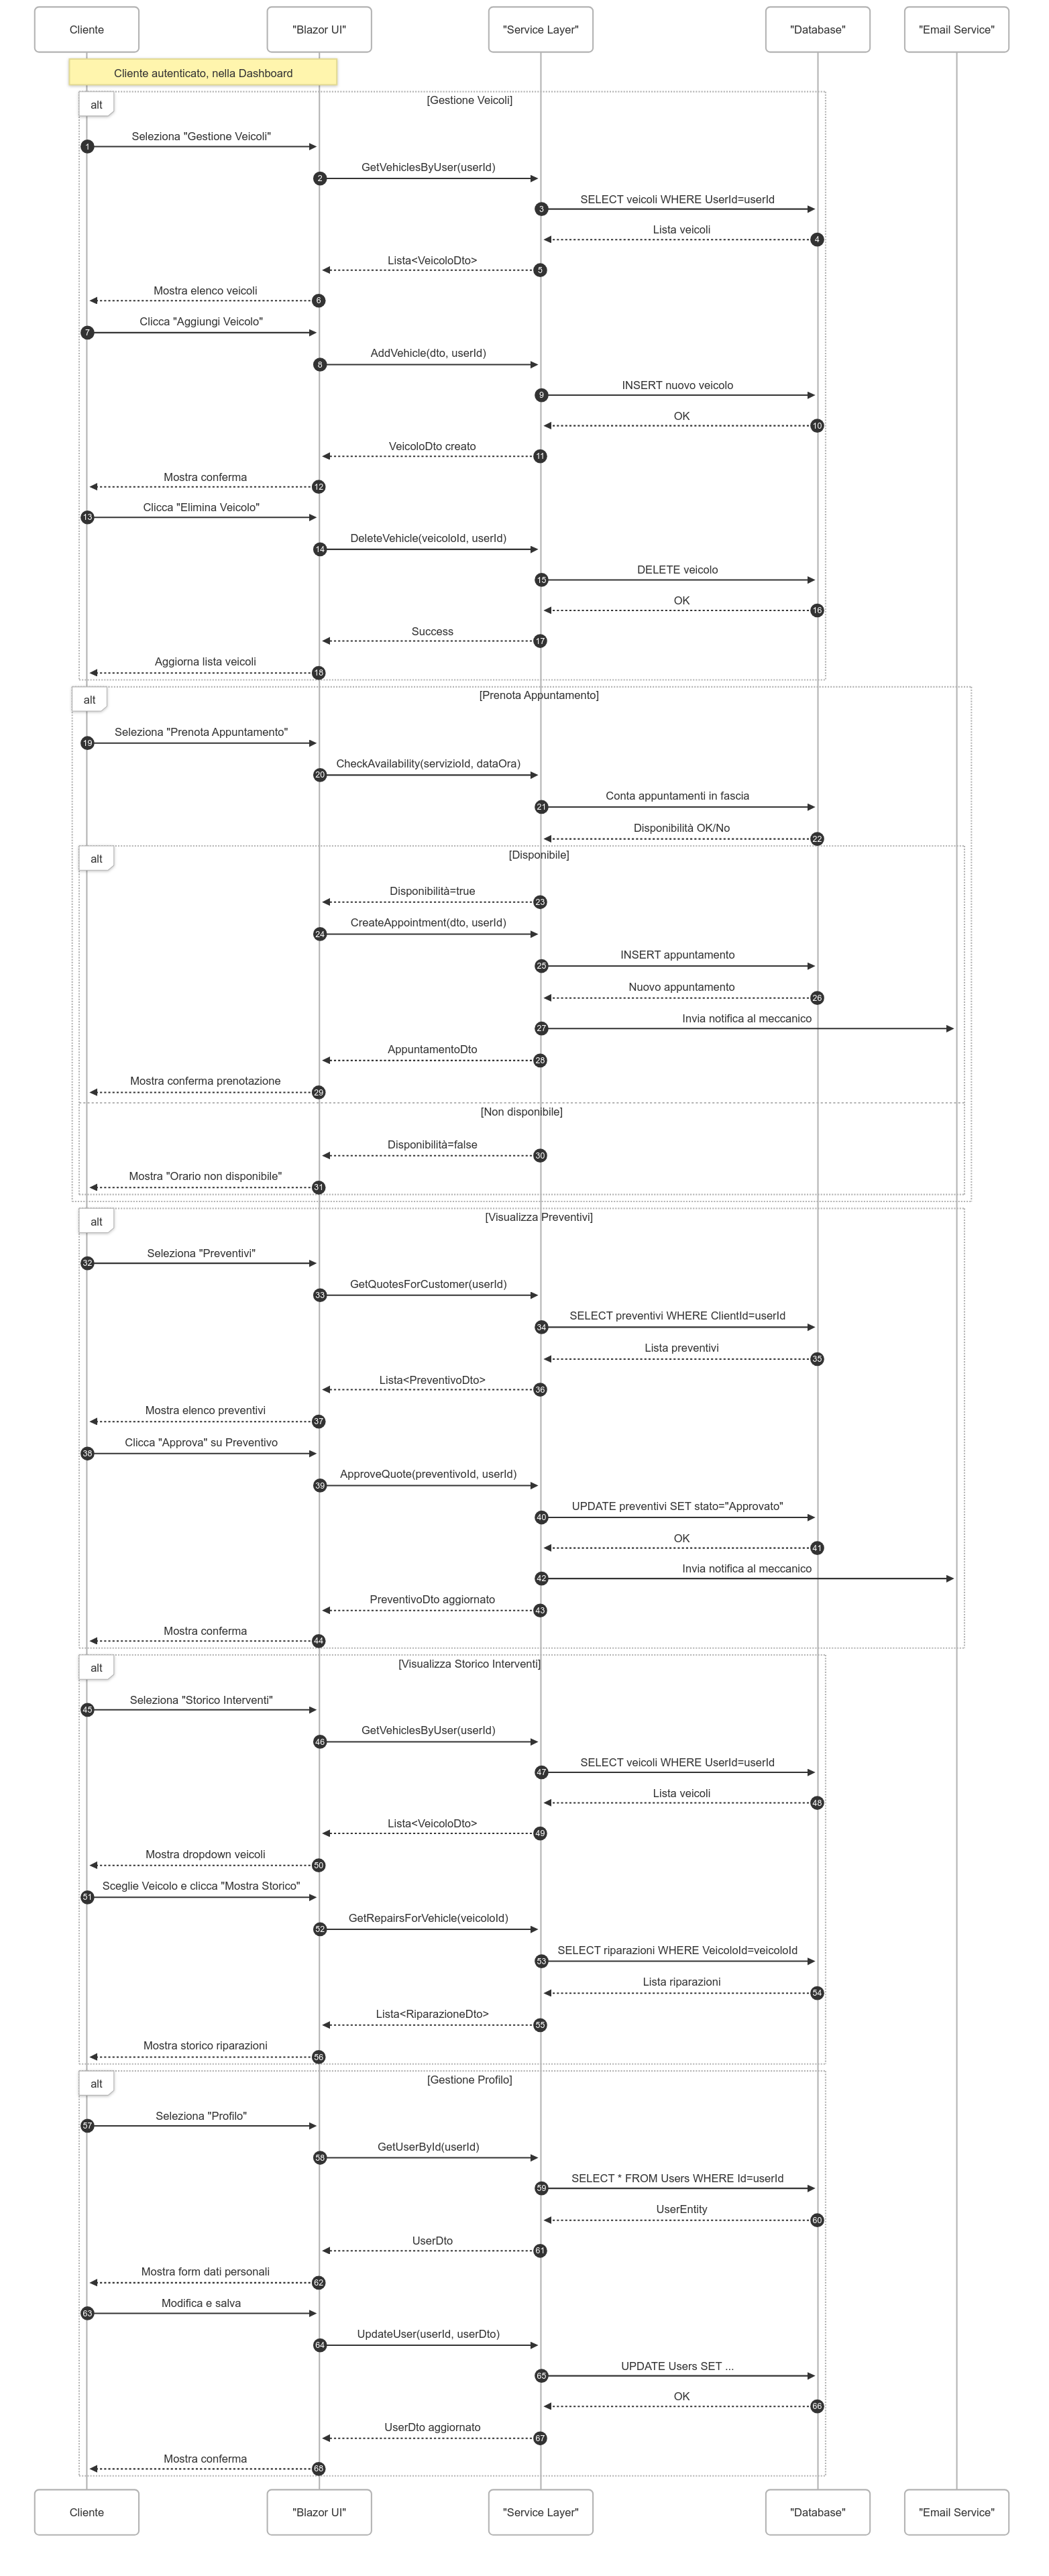 Cliente
"Blazor UI"
"Service Layer"
"Database"
"Email Service"
Cliente autenticato, nella Dashboard
alt
[Gestione Veicoli]
1
Seleziona "Gestione Veicoli"
2
GetVehiclesByUser(userId)
3
SELECT veicoli WHERE UserId=userId
4
Lista veicoli
5
Lista<VeicoloDto>
6
Mostra elenco veicoli
7
Clicca "Aggiungi Veicolo"
8
AddVehicle(dto, userId)
9
INSERT nuovo veicolo
10
OK
11
VeicoloDto creato
12
Mostra conferma
13
Clicca "Elimina Veicolo"
14
DeleteVehicle(veicoloId, userId)
15
DELETE veicolo
16
OK
17
Success
18
Aggiorna lista veicoli
alt
[Prenota Appuntamento]
19
Seleziona "Prenota Appuntamento"
20
CheckAvailability(servizioId, dataOra)
21
Conta appuntamenti in fascia
22
Disponibilità OK/No
alt
[Disponibile]
23
Disponibilità=true
24
CreateAppointment(dto, userId)
25
INSERT appuntamento
26
Nuovo appuntamento
27
Invia notifica al meccanico
28
AppuntamentoDto
29
Mostra conferma prenotazione
[Non disponibile]
30
Disponibilità=false
31
Mostra "Orario non disponibile"
alt
[Visualizza Preventivi]
32
Seleziona "Preventivi"
33
GetQuotesForCustomer(userId)
34
SELECT preventivi WHERE ClientId=userId
35
Lista preventivi
36
Lista<PreventivoDto>
37
Mostra elenco preventivi
38
Clicca "Approva" su Preventivo
39
ApproveQuote(preventivoId, userId)
40
UPDATE preventivi SET stato="Approvato"
41
OK
42
Invia notifica al meccanico
43
PreventivoDto aggiornato
44
Mostra conferma
alt
[Visualizza Storico Interventi]
45
Seleziona "Storico Interventi"
46
GetVehiclesByUser(userId)
47
SELECT veicoli WHERE UserId=userId
48
Lista veicoli
49
Lista<VeicoloDto>
50
Mostra dropdown veicoli
51
Sceglie Veicolo e clicca "Mostra Storico"
52
GetRepairsForVehicle(veicoloId)
53
SELECT riparazioni WHERE VeicoloId=veicoloId
54
Lista riparazioni
55
Lista<RiparazioneDto>
56
Mostra storico riparazioni
alt
[Gestione Profilo]
57
Seleziona "Profilo"
58
GetUserById(userId)
59
SELECT * FROM Users WHERE Id=userId
60
UserEntity
61
UserDto
62
Mostra form dati personali
63
Modifica e salva
64
UpdateUser(userId, userDto)
65
UPDATE Users SET ...
66
OK
67
UserDto aggiornato
68
Mostra conferma
Cliente
"Blazor UI"
"Service Layer"
"Database"
"Email Service"